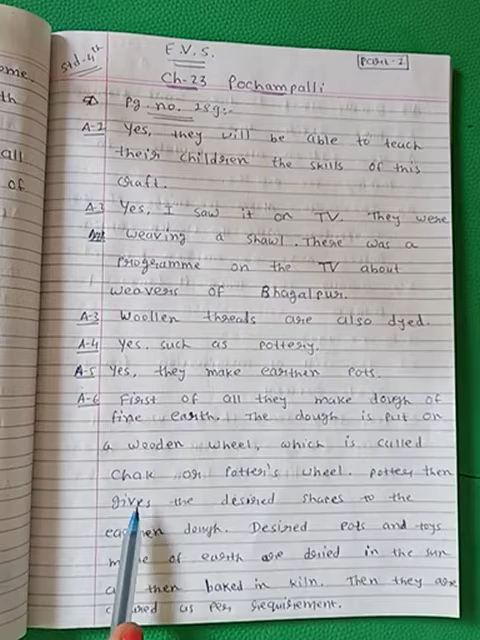 E.V.S.
Std-4th
Part-1
Ch-23 Pochampalli
Pg. no. :-
A-1 Yes, they will be able to teach
their children the skills of this
craft.
Yes, I saw it on TV. They were
weaving a shawl. There was a
programme on the TV about
weavers of Bhagalpur.
A-3 Woollen threads are also dyed.
A-4 Yes, such as pottery.
A-5 Yes, they make earthen pots.
A-6 First of all they make dough of
fine earth. The dough is put on
a wooden wheel, which is called
Chak or Potter's wheel. potter then
gives the desired shapes to the
dough. Desired pots and toys
of earth are dried in the sun
then baked in kiln. Then they are
as per requirement.
all
of
th